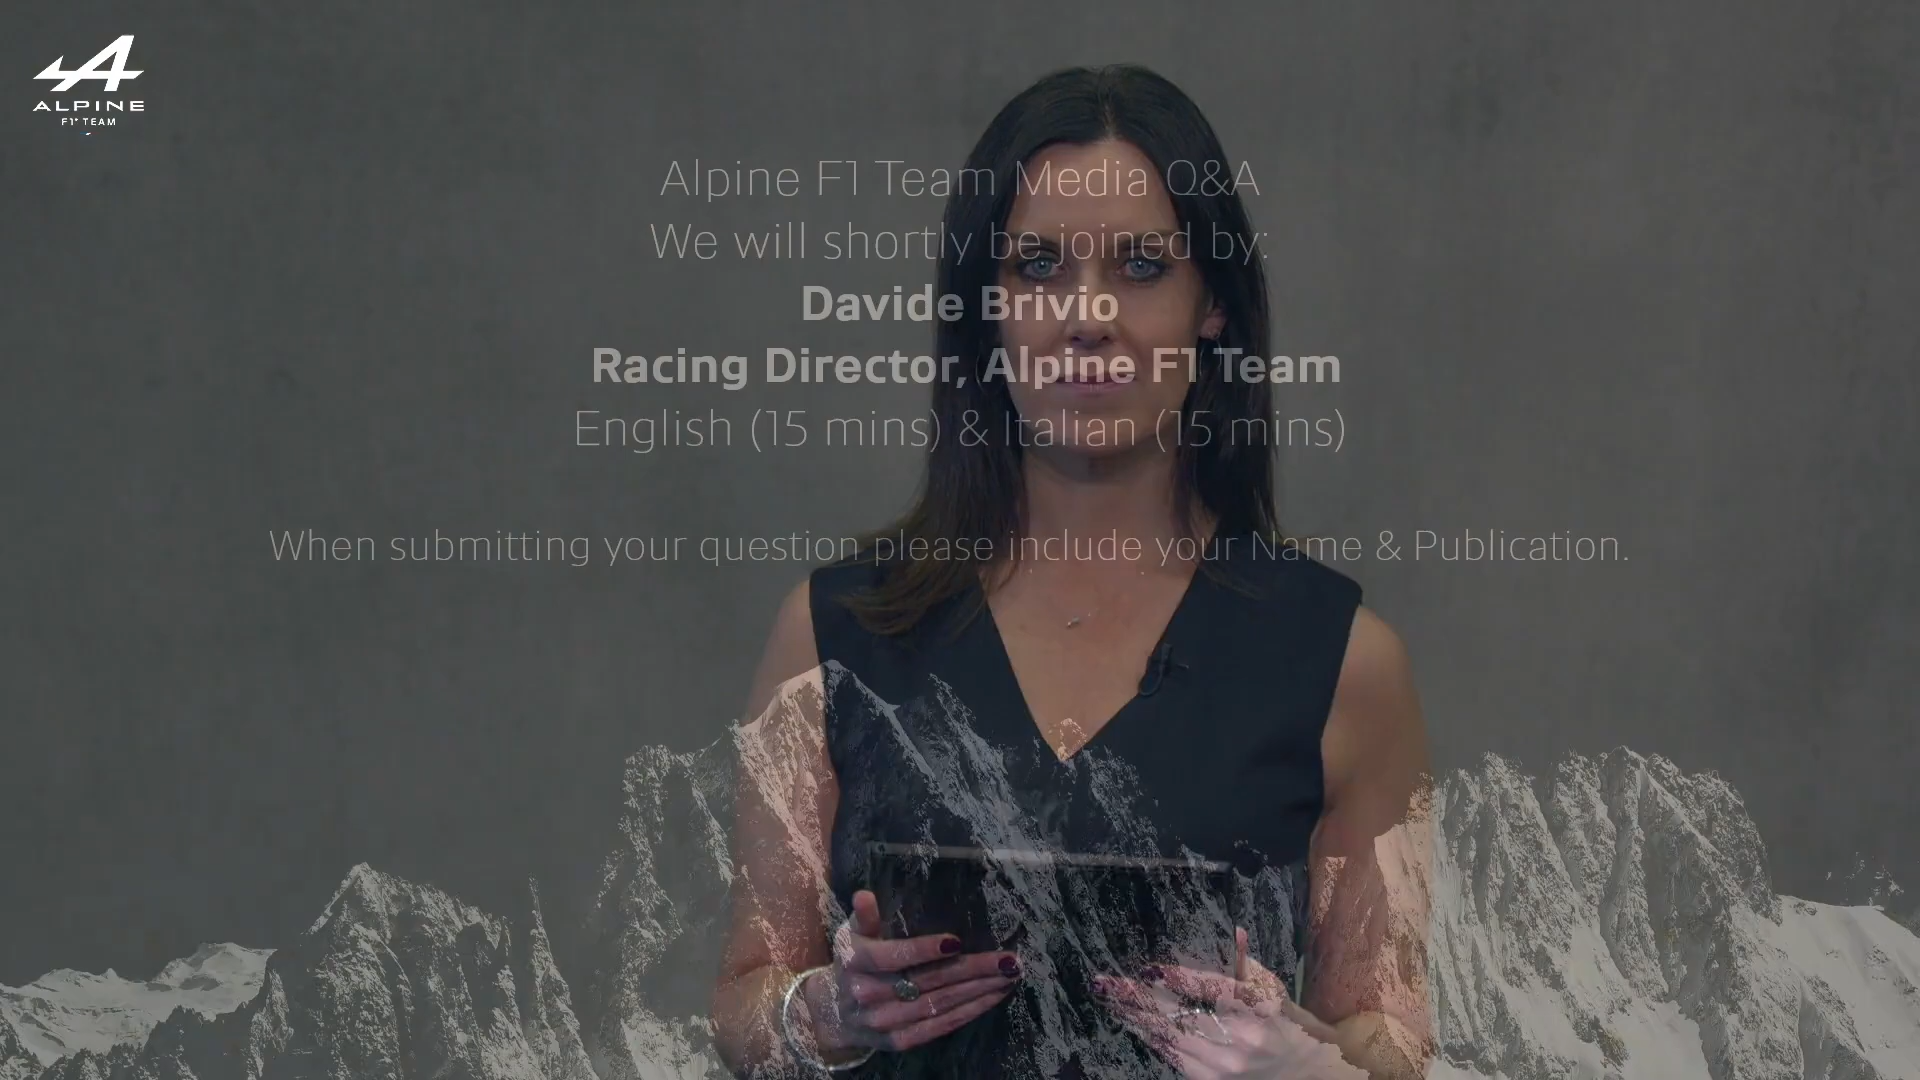 ALPINE
F1® TEAM
Alpine F1 Team Media Q&A
We will shortly be joined by:
Davide Brivio
Racing Director, Alpine F1 Team
English (15 mins) & Italian (15 mins)
When submitting your question please include your Name & Publication.